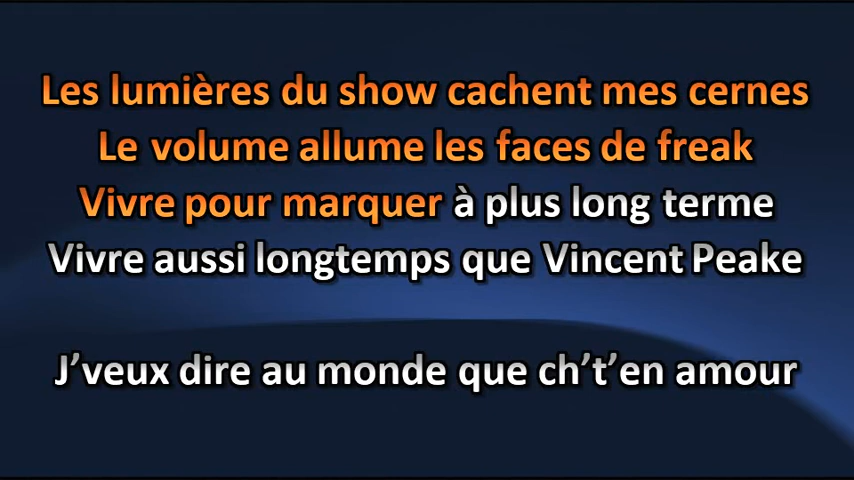 Les lumières du show cachent mes cernes
Le volume allume les faces de freak
Vivre pour marquer à plus long terme
Vivre aussi longtemps que Vincent Peake
J’veux dire au monde que ch’t’en amour